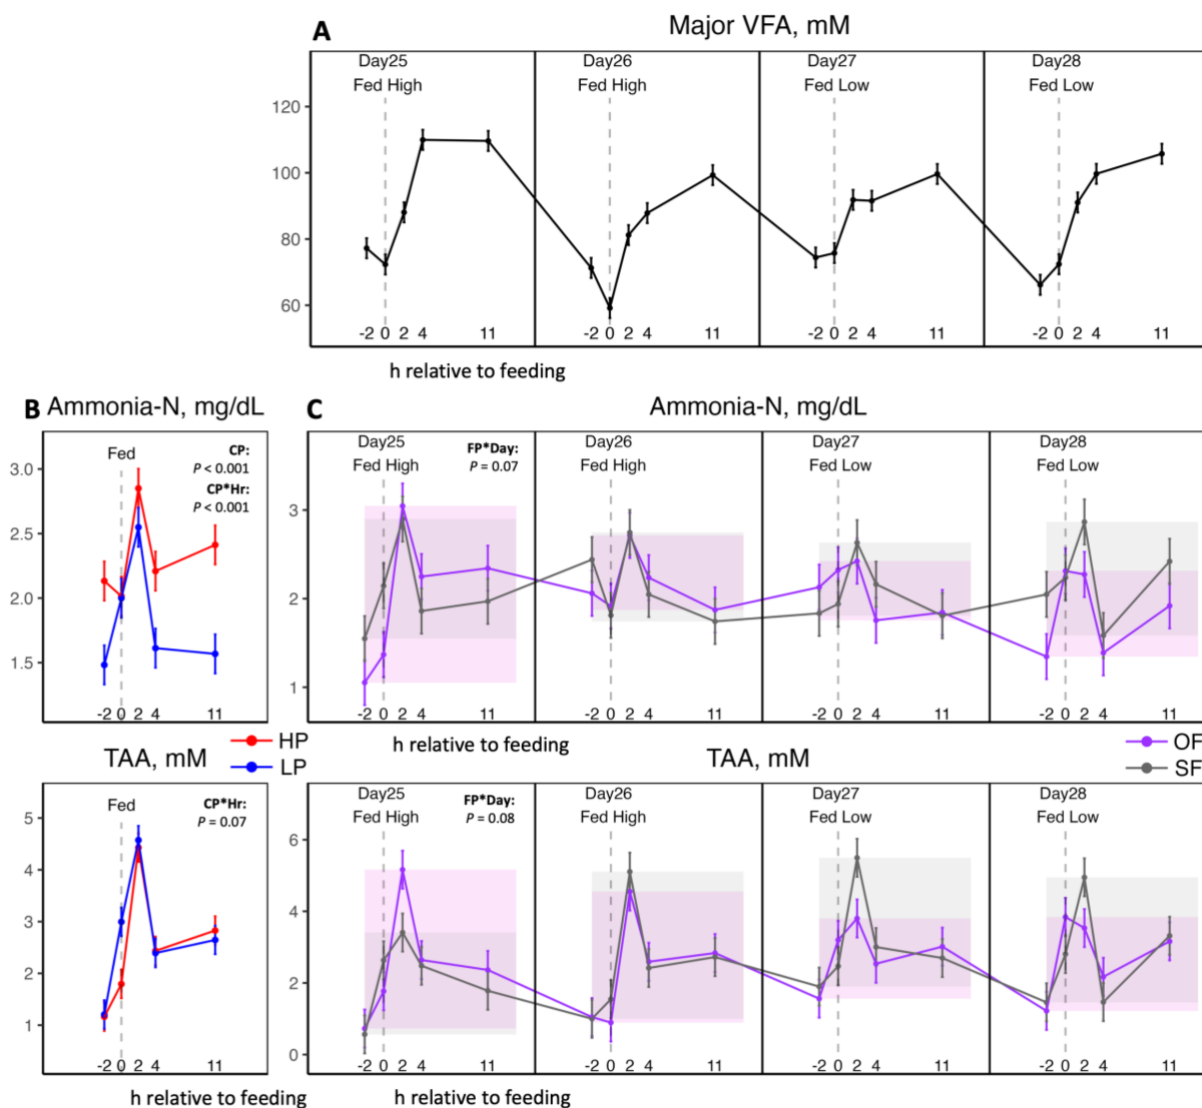 A Major VFA, mM
Day25 Day26 Day27 Day28
Fed High Fed High Fed Low Fed Low
120
100
80
60
-2 0 2 4 11 -2 0 2 4 11 -2 0 2 4 11 -2 0 2 4 11
h relative to feeding
B Ammonia-N, mg/dL
Fed
CP:
P < 0.001
CP*Hr:
P < 0.001
3.0
2.5
2.0
1.5
-2 0 2 4 11
C Ammonia-N, mg/dL
Day25 Day26 Day27 Day28
Fed High Fed High Fed Low Fed Low
FP*Day:
P = 0.07
3
2
1
-2 0 2 4 11 -2 0 2 4 11 -2 0 2 4 11 -2 0 2 4 11
h relative to feeding
HP
LP
OF
SF
TAA, mM
Fed
CP*Hr:
P = 0.07
5
4
3
2
1
-2 0 2 4 11
h relative to feeding
TAA, mM
Day25 Day26 Day27 Day28
Fed High Fed High Fed Low Fed Low
FP*Day:
P = 0.08
6
4
2
0
-2 0 2 4 11 -2 0 2 4 11 -2 0 2 4 11 -2 0 2 4 11
h relative to feeding